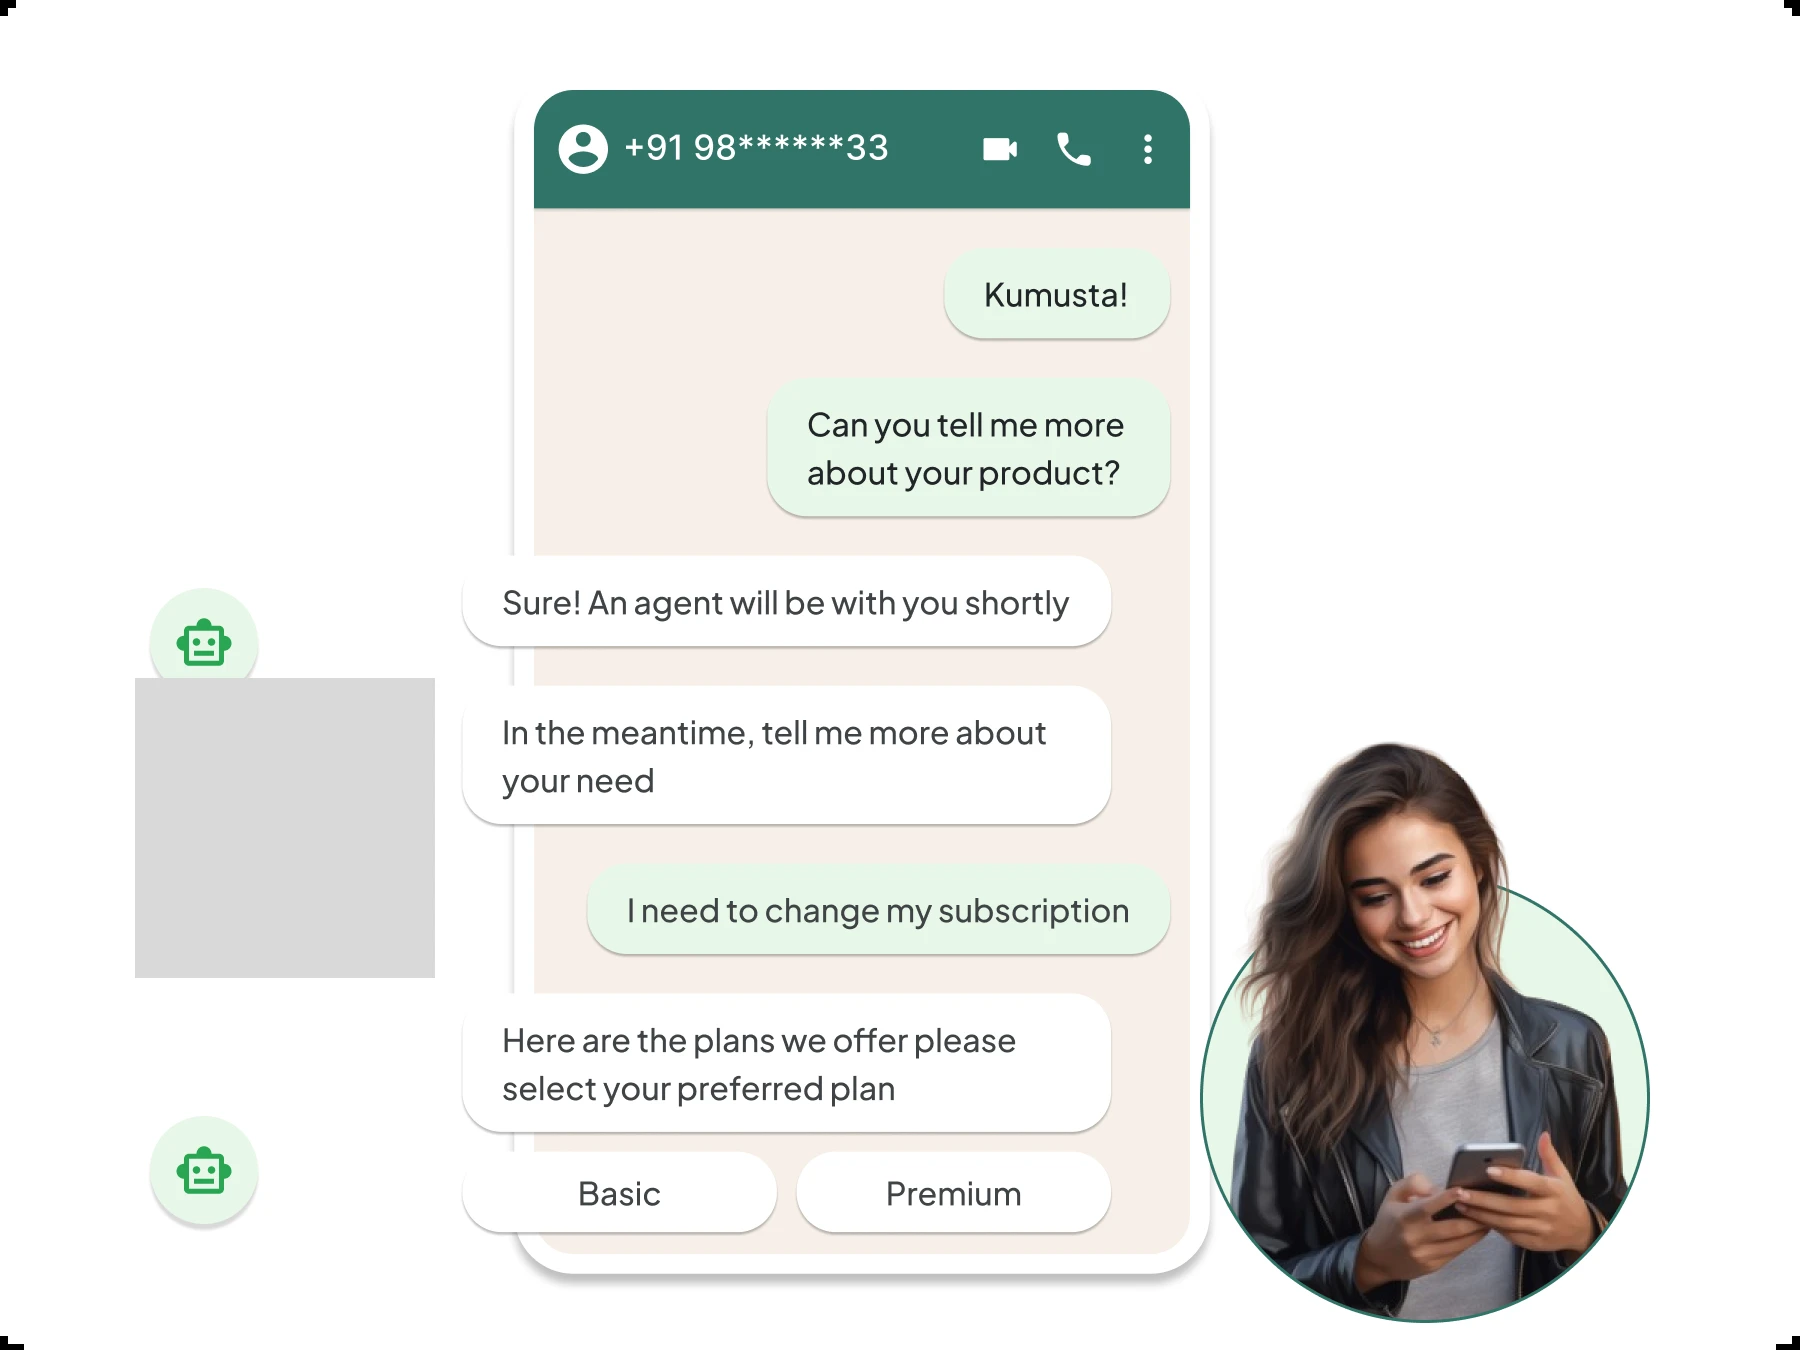 +91 98******33
Kumusta!
Can you tell me more
about your product?
Sure! An agent will be with you shortly
In the meantime, tell me more about
your need
I need to change my subscription
Here are the plans we offer please
select your preferred plan
Basic
Premium